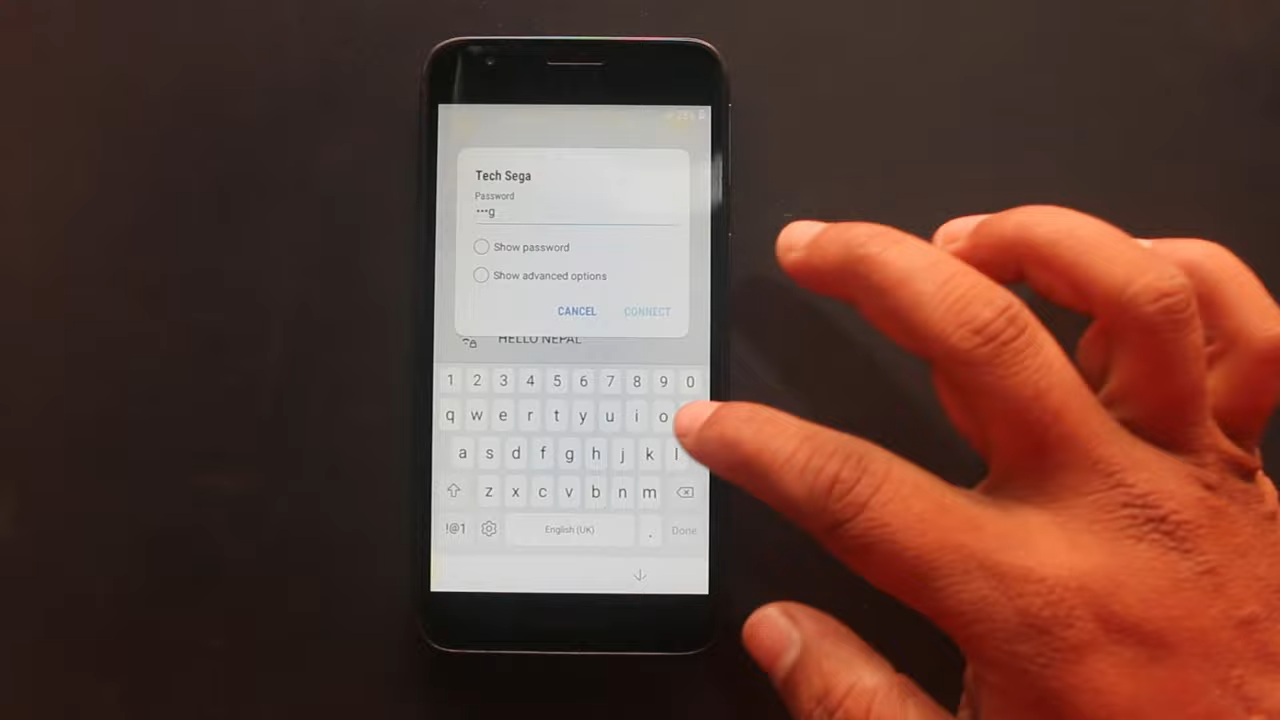 25%
Tech Sega
Password
•••g
Show password
Show advanced options
CANCEL CONNECT
HELLO NEPAL
1 2 3 4 5 6 7 8 9 0
q w e r t y u i o
a s d f g h j k l
z x c v b n m
!@1 English (UK) . Done